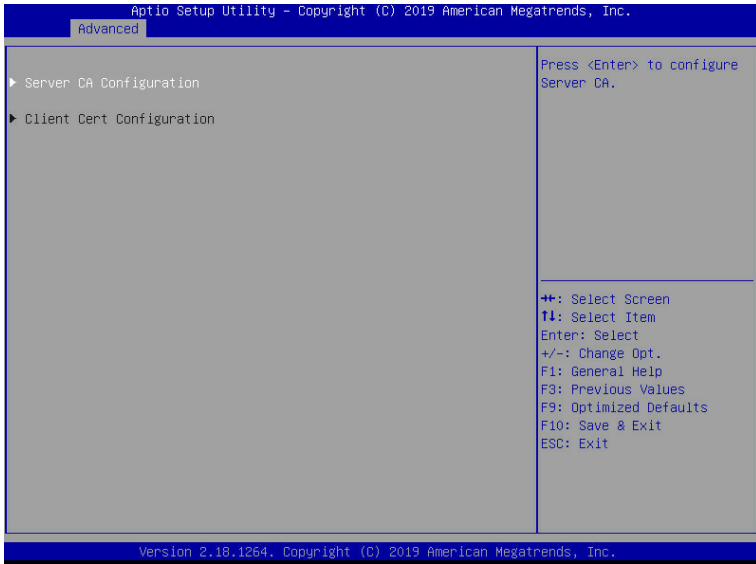 Aptio Setup Utility – Copyright (C) 2019 American Megatrends, Inc.
Advanced
▶ Server CA Configuration
▶ Client Cert Configuration
Press <Enter> to configure
Server CA.
→←: Select Screen
↑↓: Select Item
Enter: Select
+/-: Change Opt.
F1: General Help
F3: Previous Values
F9: Optimized Defaults
F10: Save & Exit
ESC: Exit
Version 2.18.1264. Copyright (C) 2019 American Megatrends, Inc.